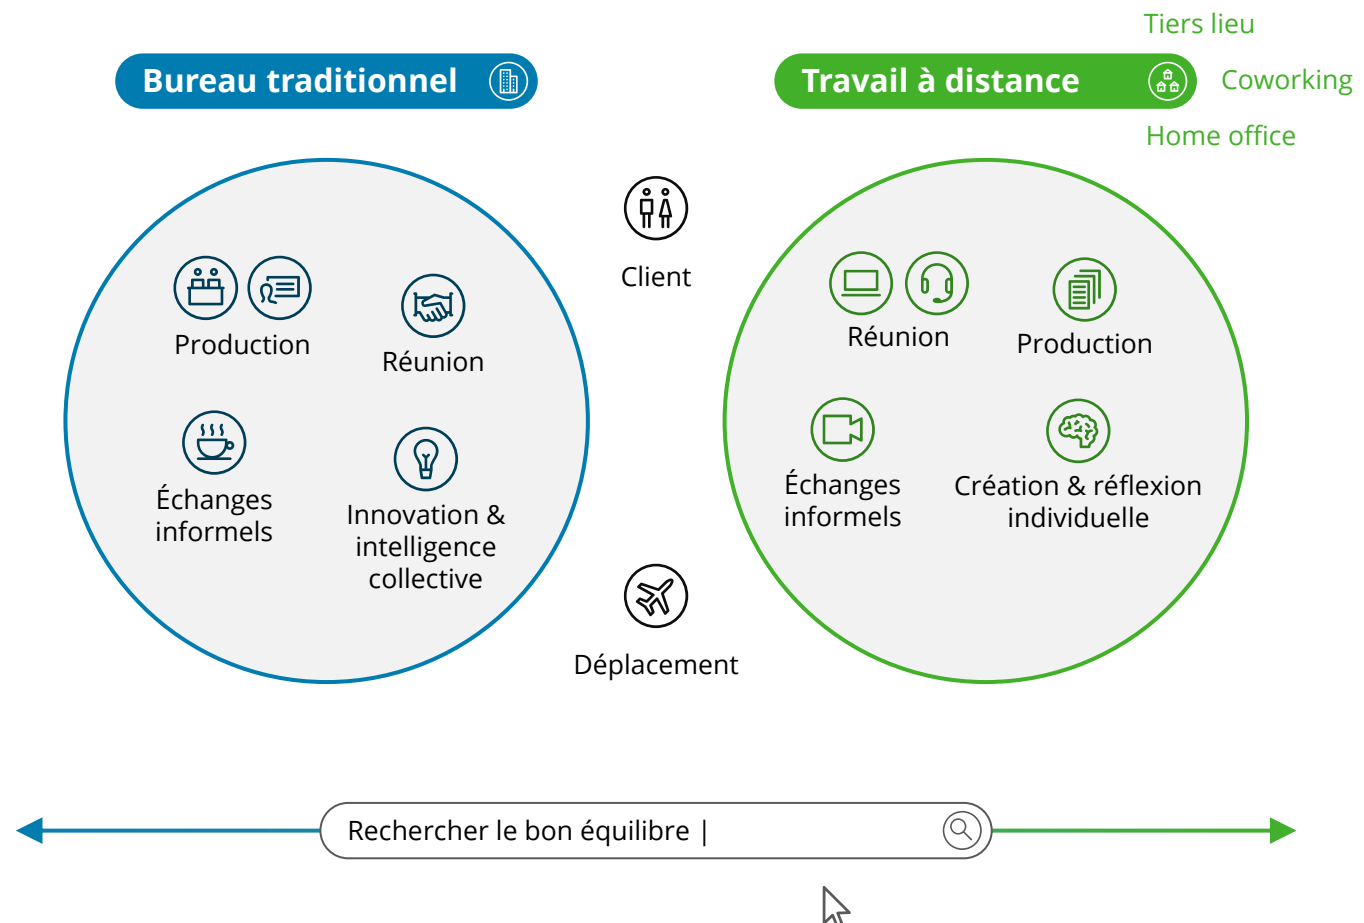 Tiers lieu
Bureau traditionnel
Travail à distance
Coworking
Home office
Client
Production
Réunion
Échanges
informels
Innovation &
intelligence
collective
Réunion
Production
Échanges
informels
Création & réflexion
individuelle
Déplacement
Rechercher le bon équilibre |